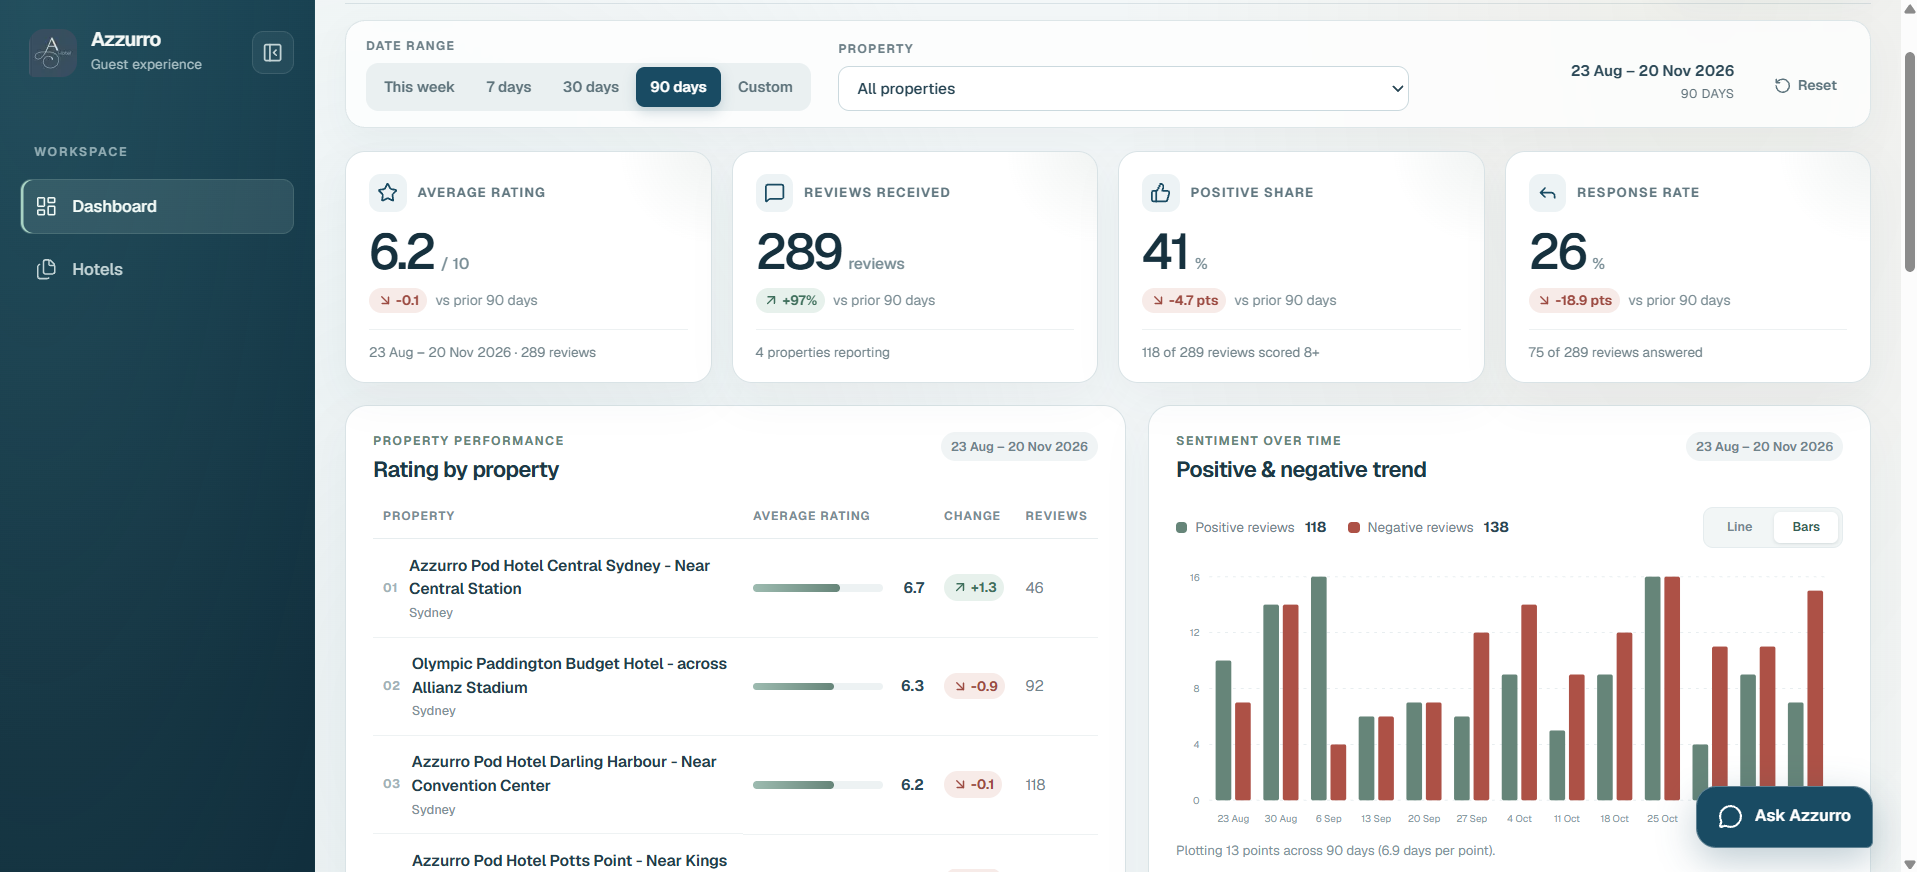 Azzurro
Guest experience
WORKSPACE
Dashboard
Hotels
DATE RANGE
This week
7 days
30 days
90 days
Custom
PROPERTY
All properties
23 Aug – 20 Nov 2026
90 DAYS
Reset
AVERAGE RATING
6.2 / 10
-0.1 vs prior 90 days
23 Aug – 20 Nov 2026 · 289 reviews
REVIEWS RECEIVED
289 reviews
+97% vs prior 90 days
4 properties reporting
POSITIVE SHARE
41 %
-4.7 pts vs prior 90 days
118 of 289 reviews scored 8+
RESPONSE RATE
26 %
-18.9 pts vs prior 90 days
75 of 289 reviews answered
PROPERTY PERFORMANCE
Rating by property
23 Aug – 20 Nov 2026
PROPERTY AVERAGE RATING CHANGE REVIEWS
01 Azzurro Pod Hotel Central Sydney - Near
Central Station
Sydney
6.7 +1.3 46
02 Olympic Paddington Budget Hotel - across
Allianz Stadium
Sydney
6.3 -0.9 92
03 Azzurro Pod Hotel Darling Harbour - Near
Convention Center
Sydney
6.2 -0.1 118
Azzurro Pod Hotel Potts Point - Near Kings
SENTIMENT OVER TIME
Positive & negative trend
23 Aug – 20 Nov 2026
Positive reviews 118
Negative reviews 138
Line
Bars
16
12
8
4
0
23 Aug 30 Aug 6 Sep 13 Sep 20 Sep 27 Sep 4 Oct 11 Oct 18 Oct 25 Oct
Plotting 13 points across 90 days (6.9 days per point).
Ask Azzurro